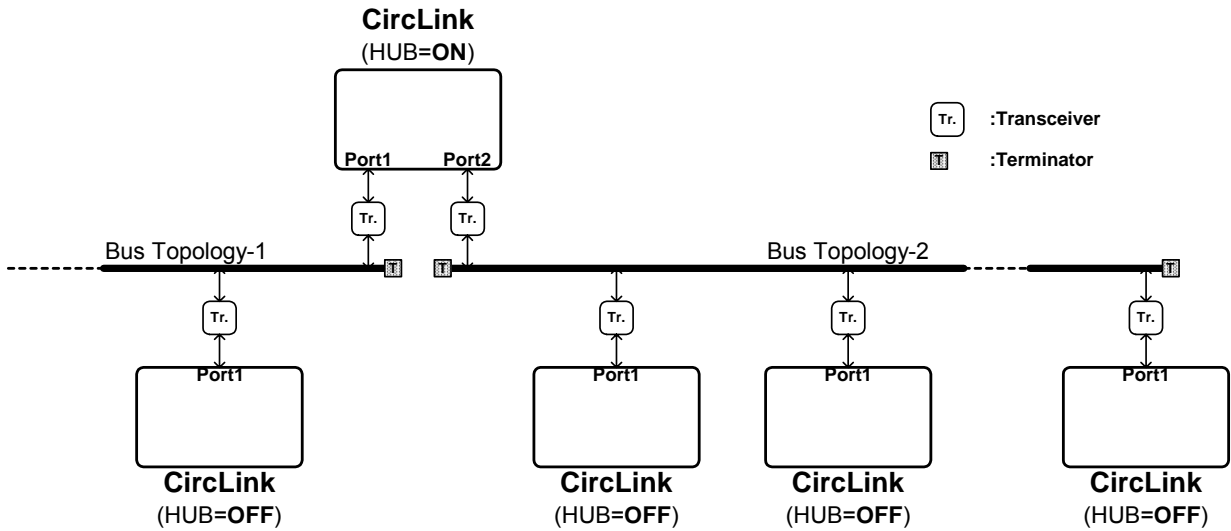 CircLink
(HUB=ON)
Port1 Port2
Tr. :Transceiver
T :Terminator
Tr. Tr.
Bus Topology-1 Bus Topology-2
T T T
Tr. Tr. Tr. Tr.
Port1 Port1 Port1 Port1
CircLink CircLink CircLink CircLink
(HUB=OFF) (HUB=OFF) (HUB=OFF) (HUB=OFF)